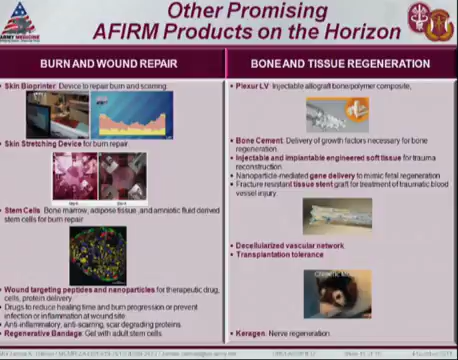 Other Promising
AFIRM Products on the Horizon
ARMY MEDICINE
BURN AND WOUND REPAIR
• Skin Bioprinter: Device to repair burn and scarring.
• Skin Stretching Device for burn repair
• Stem Cells: Bone marrow, adipose tissue, and amniotic fluid derived
stem cells for burn repair
• Wound targeting peptides and nanoparticles for therapeutic drug,
cells, protein delivery.
• Drugs to reduce healing time and burn progression or prevent
infection or inflammation at wound site.
• Anti-inflammatory, anti-scarring, scar degrading proteins.
• Regenerative Bandage: Gel with adult stem cells.
BONE AND TISSUE REGENERATION
• Plexur LV: Injectable allograft bone/polymer composite,
• Bone Cement: Delivery of growth factors necessary for bone
regeneration.
• Injectable and implantable engineered soft tissue for trauma
reconstruction.
• Nanoparticle-mediated gene delivery to mimic fetal regeneration
• Fracture resistant tissue stent graft for treatment of traumatic blood
vessel injury.
• Decellularized vascular network
• Transplantation tolerance
• Keragen: Nerve regeneration.